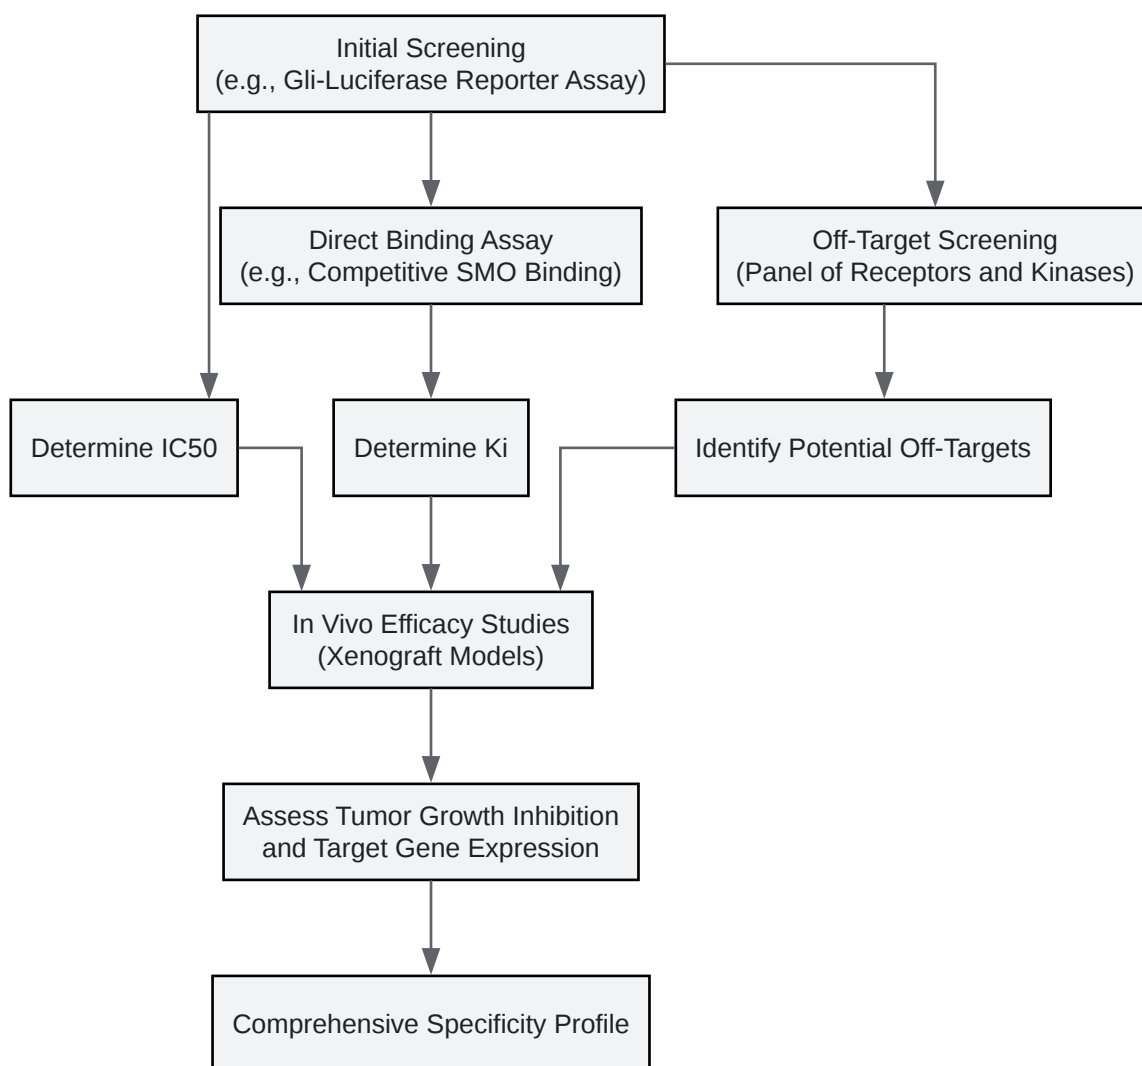 Initial Screening
(e.g., Gli-Luciferase Reporter Assay)
Direct Binding Assay
(e.g., Competitive SMO Binding)
Off-Target Screening
(Panel of Receptors and Kinases)
Determine IC50
Determine Ki
Identify Potential Off-Targets
In Vivo Efficacy Studies
(Xenograft Models)
Assess Tumor Growth Inhibition
and Target Gene Expression
Comprehensive Specificity Profile